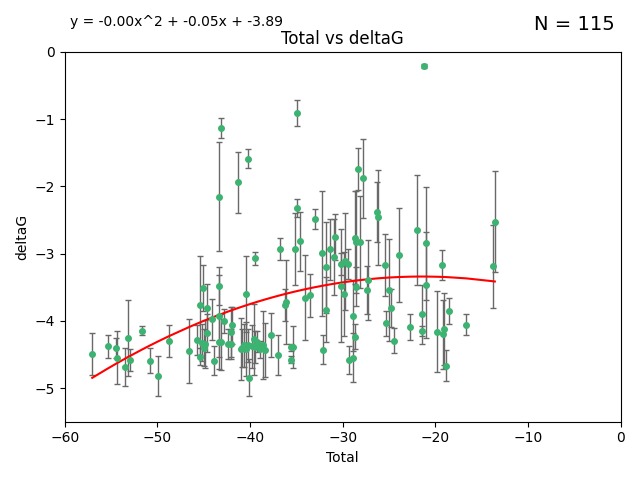 y = -0.00x^2 + -0.05x + -3.89
N = 115
Total vs deltaG
0
−1
−2
−3
−4
−5
deltaG
−60
−50
−40
−30
−20
−10
0
Total